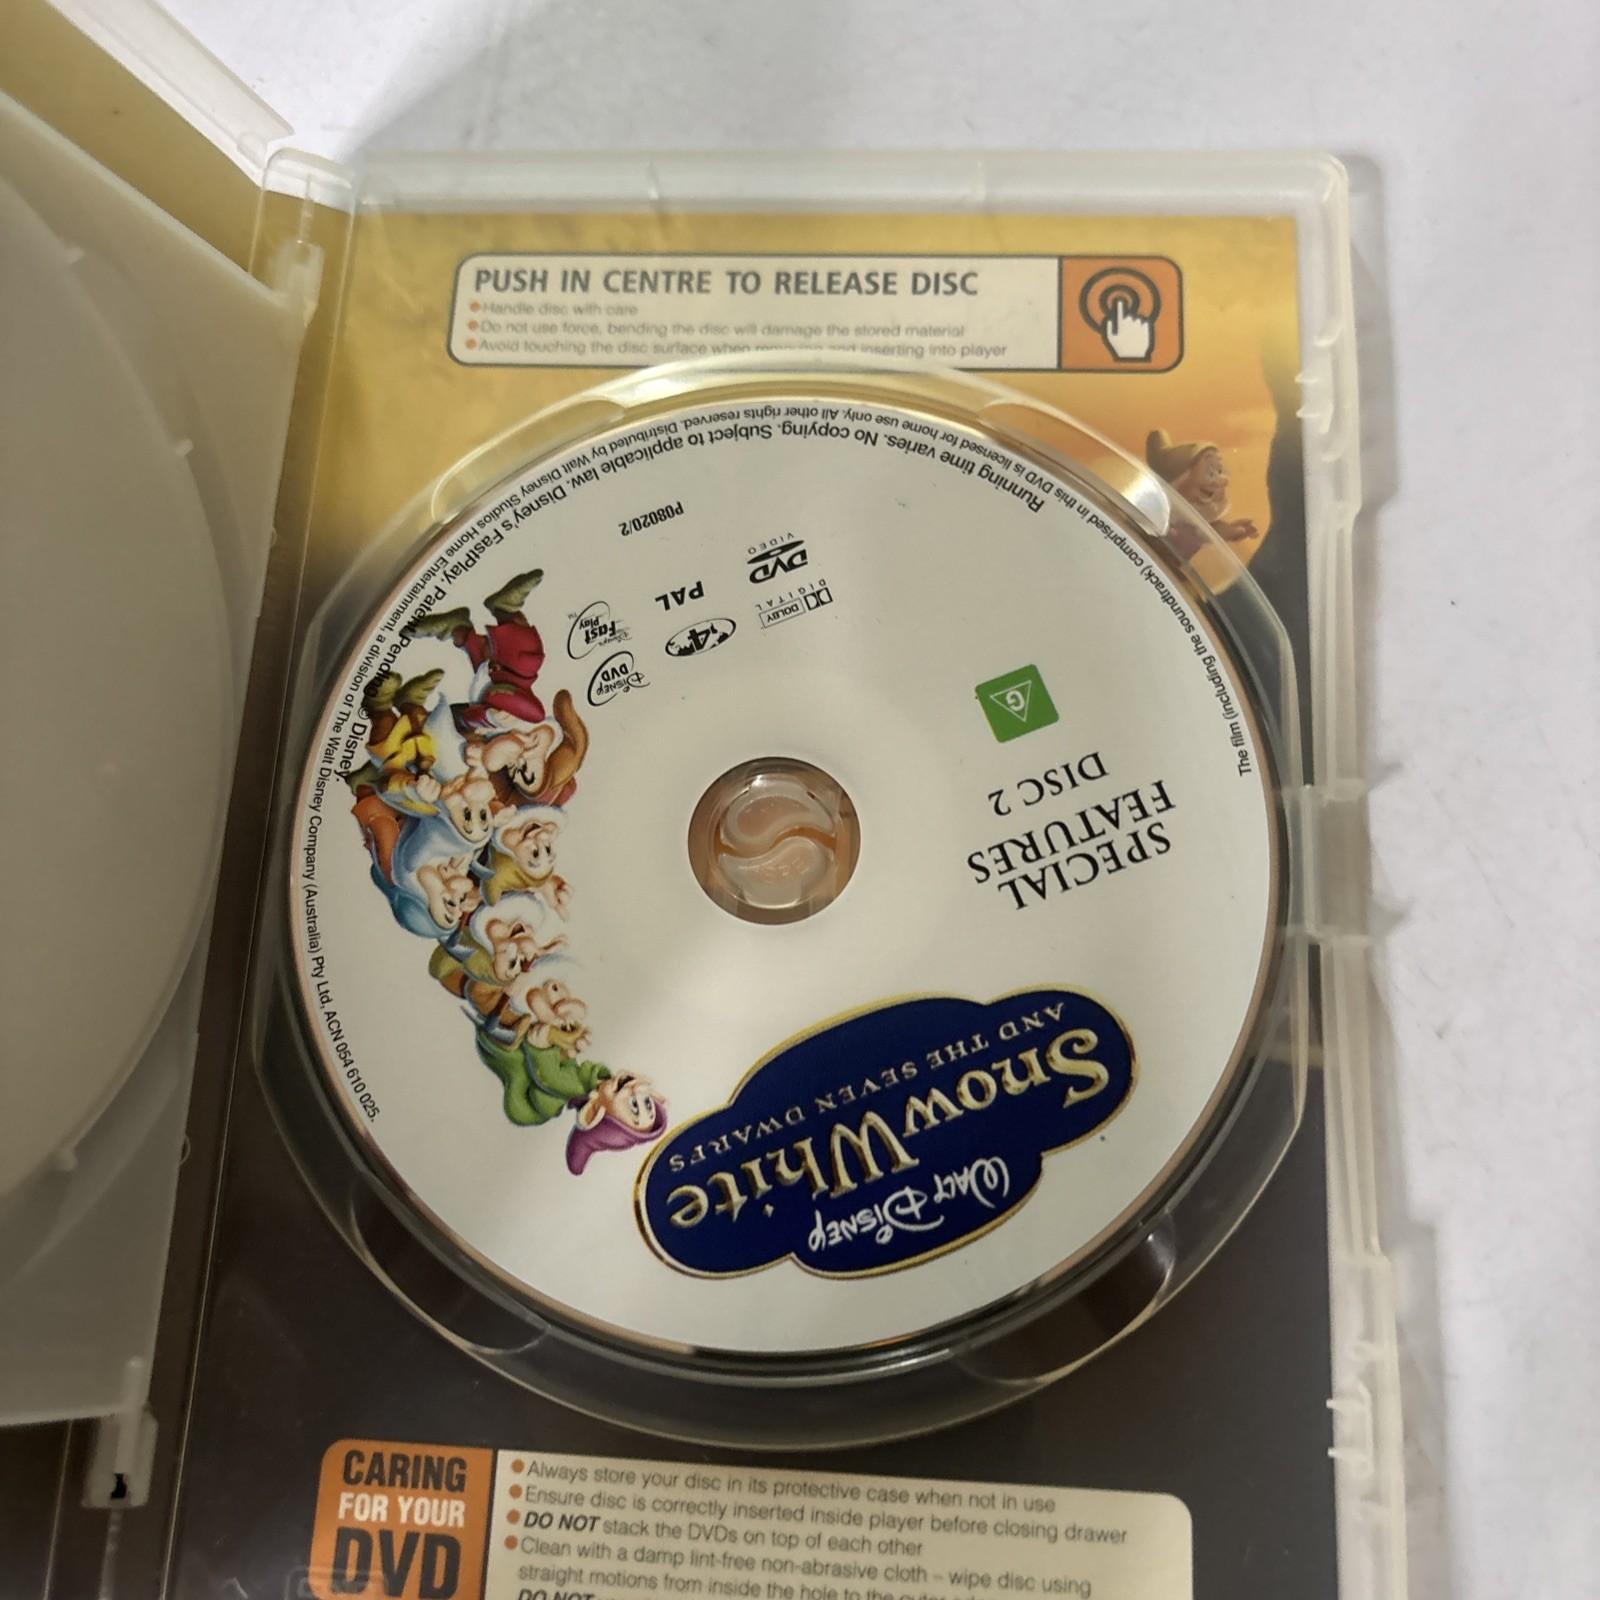 PUSH IN CENTRE TO RELEASE DISC
Handle disc with care
Do not use force, bending the disc will damage the stored material
Avoid touching the disc surface when removing and inserting into player
WALT DISNEY
Snow White
AND THE SEVEN DWARFS
SPECIAL
FEATURES
DISC 2
G
DOLBY
DIGITAL
DVD
VIDEO
4
PAL
DISNEY
DVD
Disney's
Fast
Play
P08020/2
Running time varies. No copying. Subject to applicable law. Disney's FastPlay. Patent Pending. © Disney.
The film (including the soundtrack) comprised in this DVD is licensed for home use only. All other rights reserved. Distributed by Walt Disney Studios Home Entertainment, a division of The Walt Disney Company (Australia) Pty Ltd, ACN 054 610 025.
CARING
FOR YOUR
DVD
Always store your disc in its protective case when not in use
Ensure disc is correctly inserted inside player before closing drawer
DO NOT stack the DVDs on top of each other
Clean with a damp lint-free non-abrasive cloth – wipe disc using
straight motions from inside the hole to the outer
DO NOT